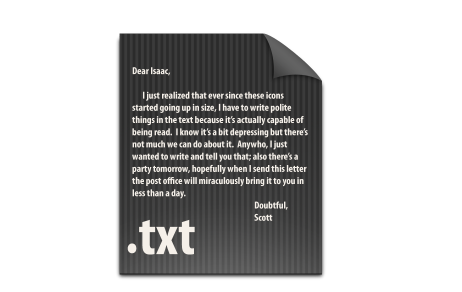 Dear Isaac,
I just realized that ever since these icons
started going up in size, I have to write polite
things in the text because it's actually capable of
being read. I know it's a bit depressing but there's
not much we can do about it. Anywho, I just
wanted to write and tell you that; also there's a
party tomorrow, hopefully when I send this letter
the post office will miraculously bring it to you in
less than a day.
Doubtful,
Scott
.txt